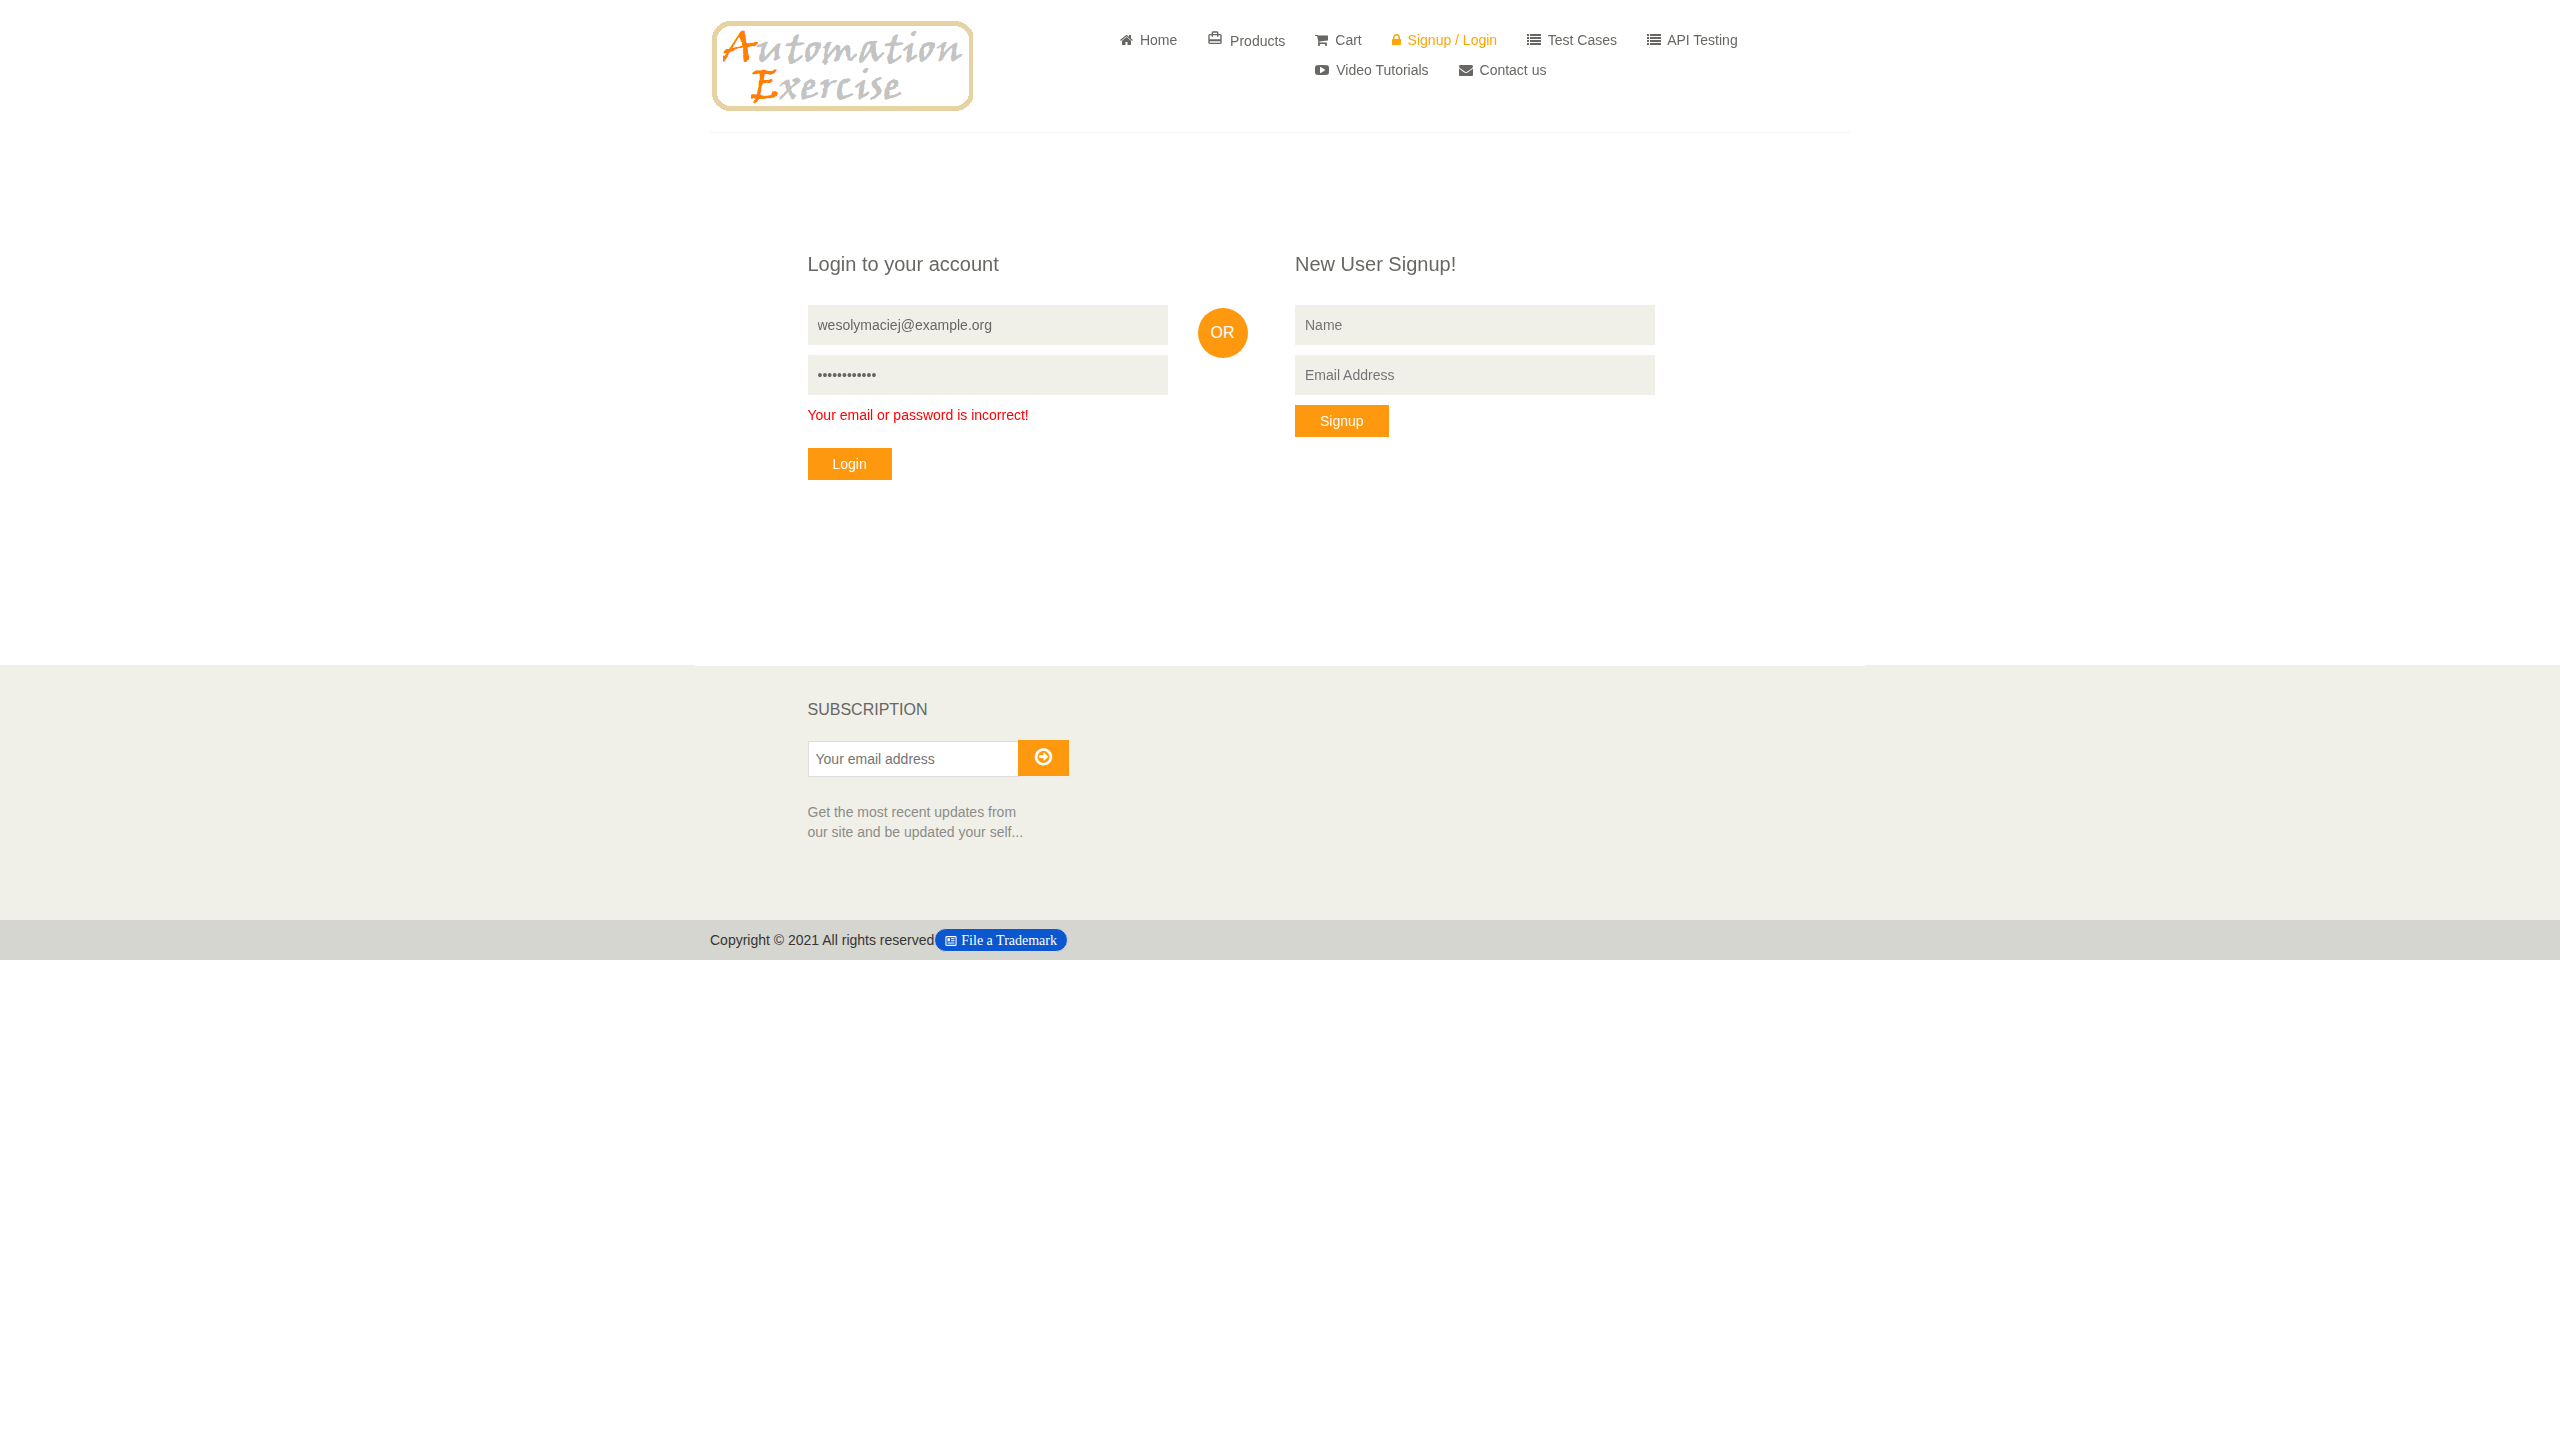 Automation
Exercise
Home
Products
Cart
Signup / Login
Test Cases
API Testing
Video Tutorials
Contact us
Login to your account
wesolymaciej@example.org
••••••••••••
Your email or password is incorrect!
Login
OR
New User Signup!
Name
Email Address
Signup
SUBSCRIPTION
Your email address
Get the most recent updates from
our site and be updated your self...
Copyright © 2021 All rights reserved
File a Trademark